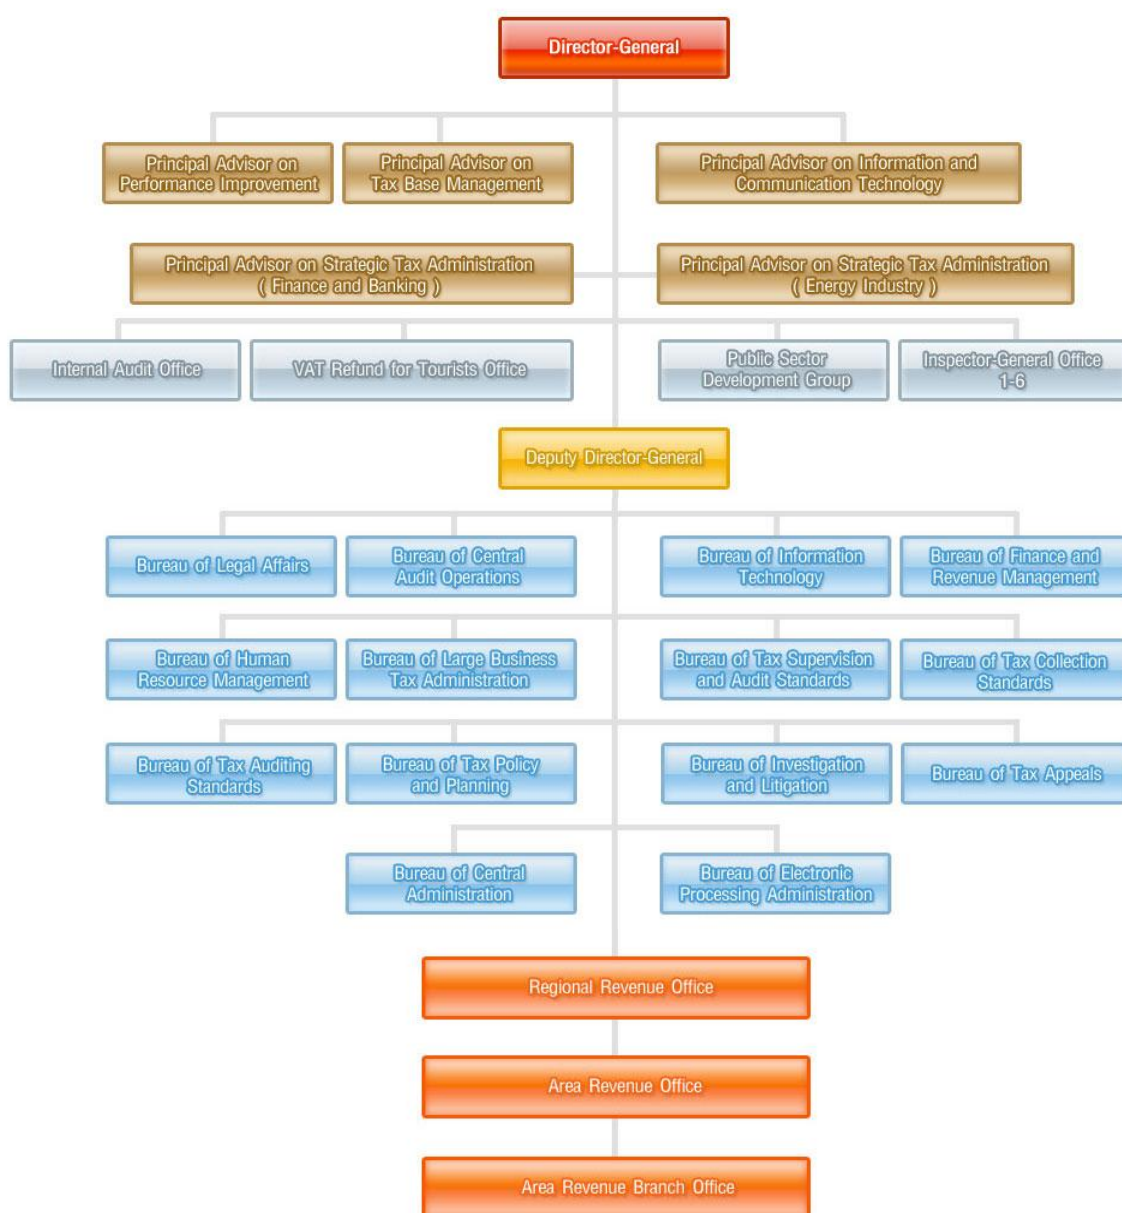 Director-General
Principal Advisor on
Performance Improvement
Principal Advisor on
Tax Base Management
Principal Advisor on Information and
Communication Technology
Principal Advisor on Strategic Tax Administration
( Finance and Banking )
Principal Advisor on Strategic Tax Administration
( Energy Industry )
Internal Audit Office
VAT Refund for Tourists Office
Public Sector
Development Group
Inspector-General Office
1-6
Deputy Director-General
Bureau of Legal Affairs
Bureau of Central
Audit Operations
Bureau of Information
Technology
Bureau of Finance and
Revenue Management
Bureau of Human
Resource Management
Bureau of Large Business
Tax Administration
Bureau of Tax Supervision
and Audit Standards
Bureau of Tax Collection
Standards
Bureau of Tax Auditing
Standards
Bureau of Tax Policy
and Planning
Bureau of Investigation
and Litigation
Bureau of Tax Appeals
Bureau of Central
Administration
Bureau of Electronic
Processing Administration
Regional Revenue Office
Area Revenue Office
Area Revenue Branch Office